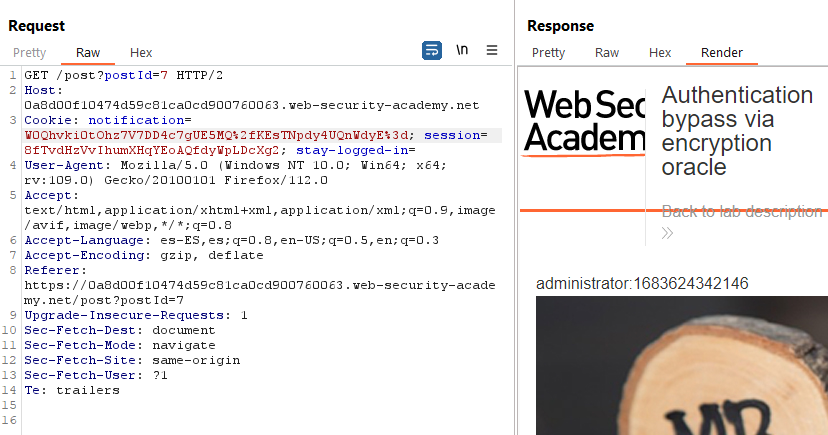 Request
Pretty Raw Hex
\n
1 GET /post?postId=7 HTTP/2
2 Host:
0a8d00f10474d59c81ca0cd900760063.web-security-academy.net
3 Cookie: notification=
W0Qhvki0tOhz7V7DD4c7gUE5MQ%2fKEsTNpdy4UQnWdyE%3d; session=
8fTvdHzVvIhumXHqYEoAQfdyWpLDcXg2; stay-logged-in=
4 User-Agent: Mozilla/5.0 (Windows NT 10.0; Win64; x64;
rv:109.0) Gecko/20100101 Firefox/112.0
5 Accept:
text/html,application/xhtml+xml,application/xml;q=0.9,image
/avif,image/webp,*/*;q=0.8
6 Accept-Language: es-ES,es;q=0.8,en-US;q=0.5,en;q=0.3
7 Accept-Encoding: gzip, deflate
8 Referer:
https://0a8d00f10474d59c81ca0cd900760063.web-security-acade
my.net/post?postId=7
9 Upgrade-Insecure-Requests: 1
10 Sec-Fetch-Dest: document
11 Sec-Fetch-Mode: navigate
12 Sec-Fetch-Site: same-origin
13 Sec-Fetch-User: ?1
14 Te: trailers
15
16
Response
Pretty Raw Hex Render
Web Sec
Academ
Authentication
bypass via
encryption
oracle
Back to lab description
administrator:1683624342146
MR